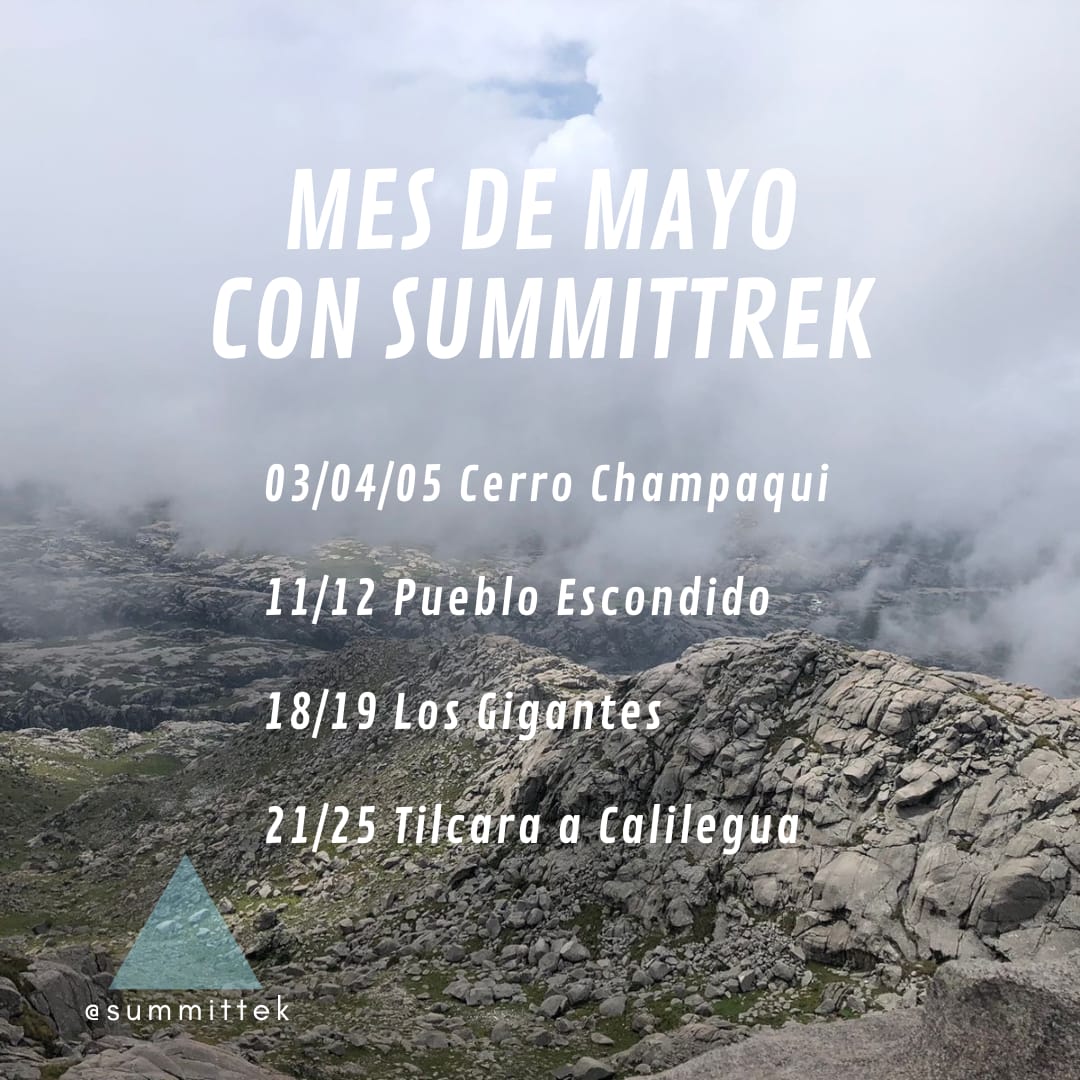 MES DE MAYO
CON SUMMITTREK
03/04/05 Cerro Champaqui
11/12 Pueblo Escondido
18/19 Los Gigantes
21/25 Tilcara a Calilegua
@summittek